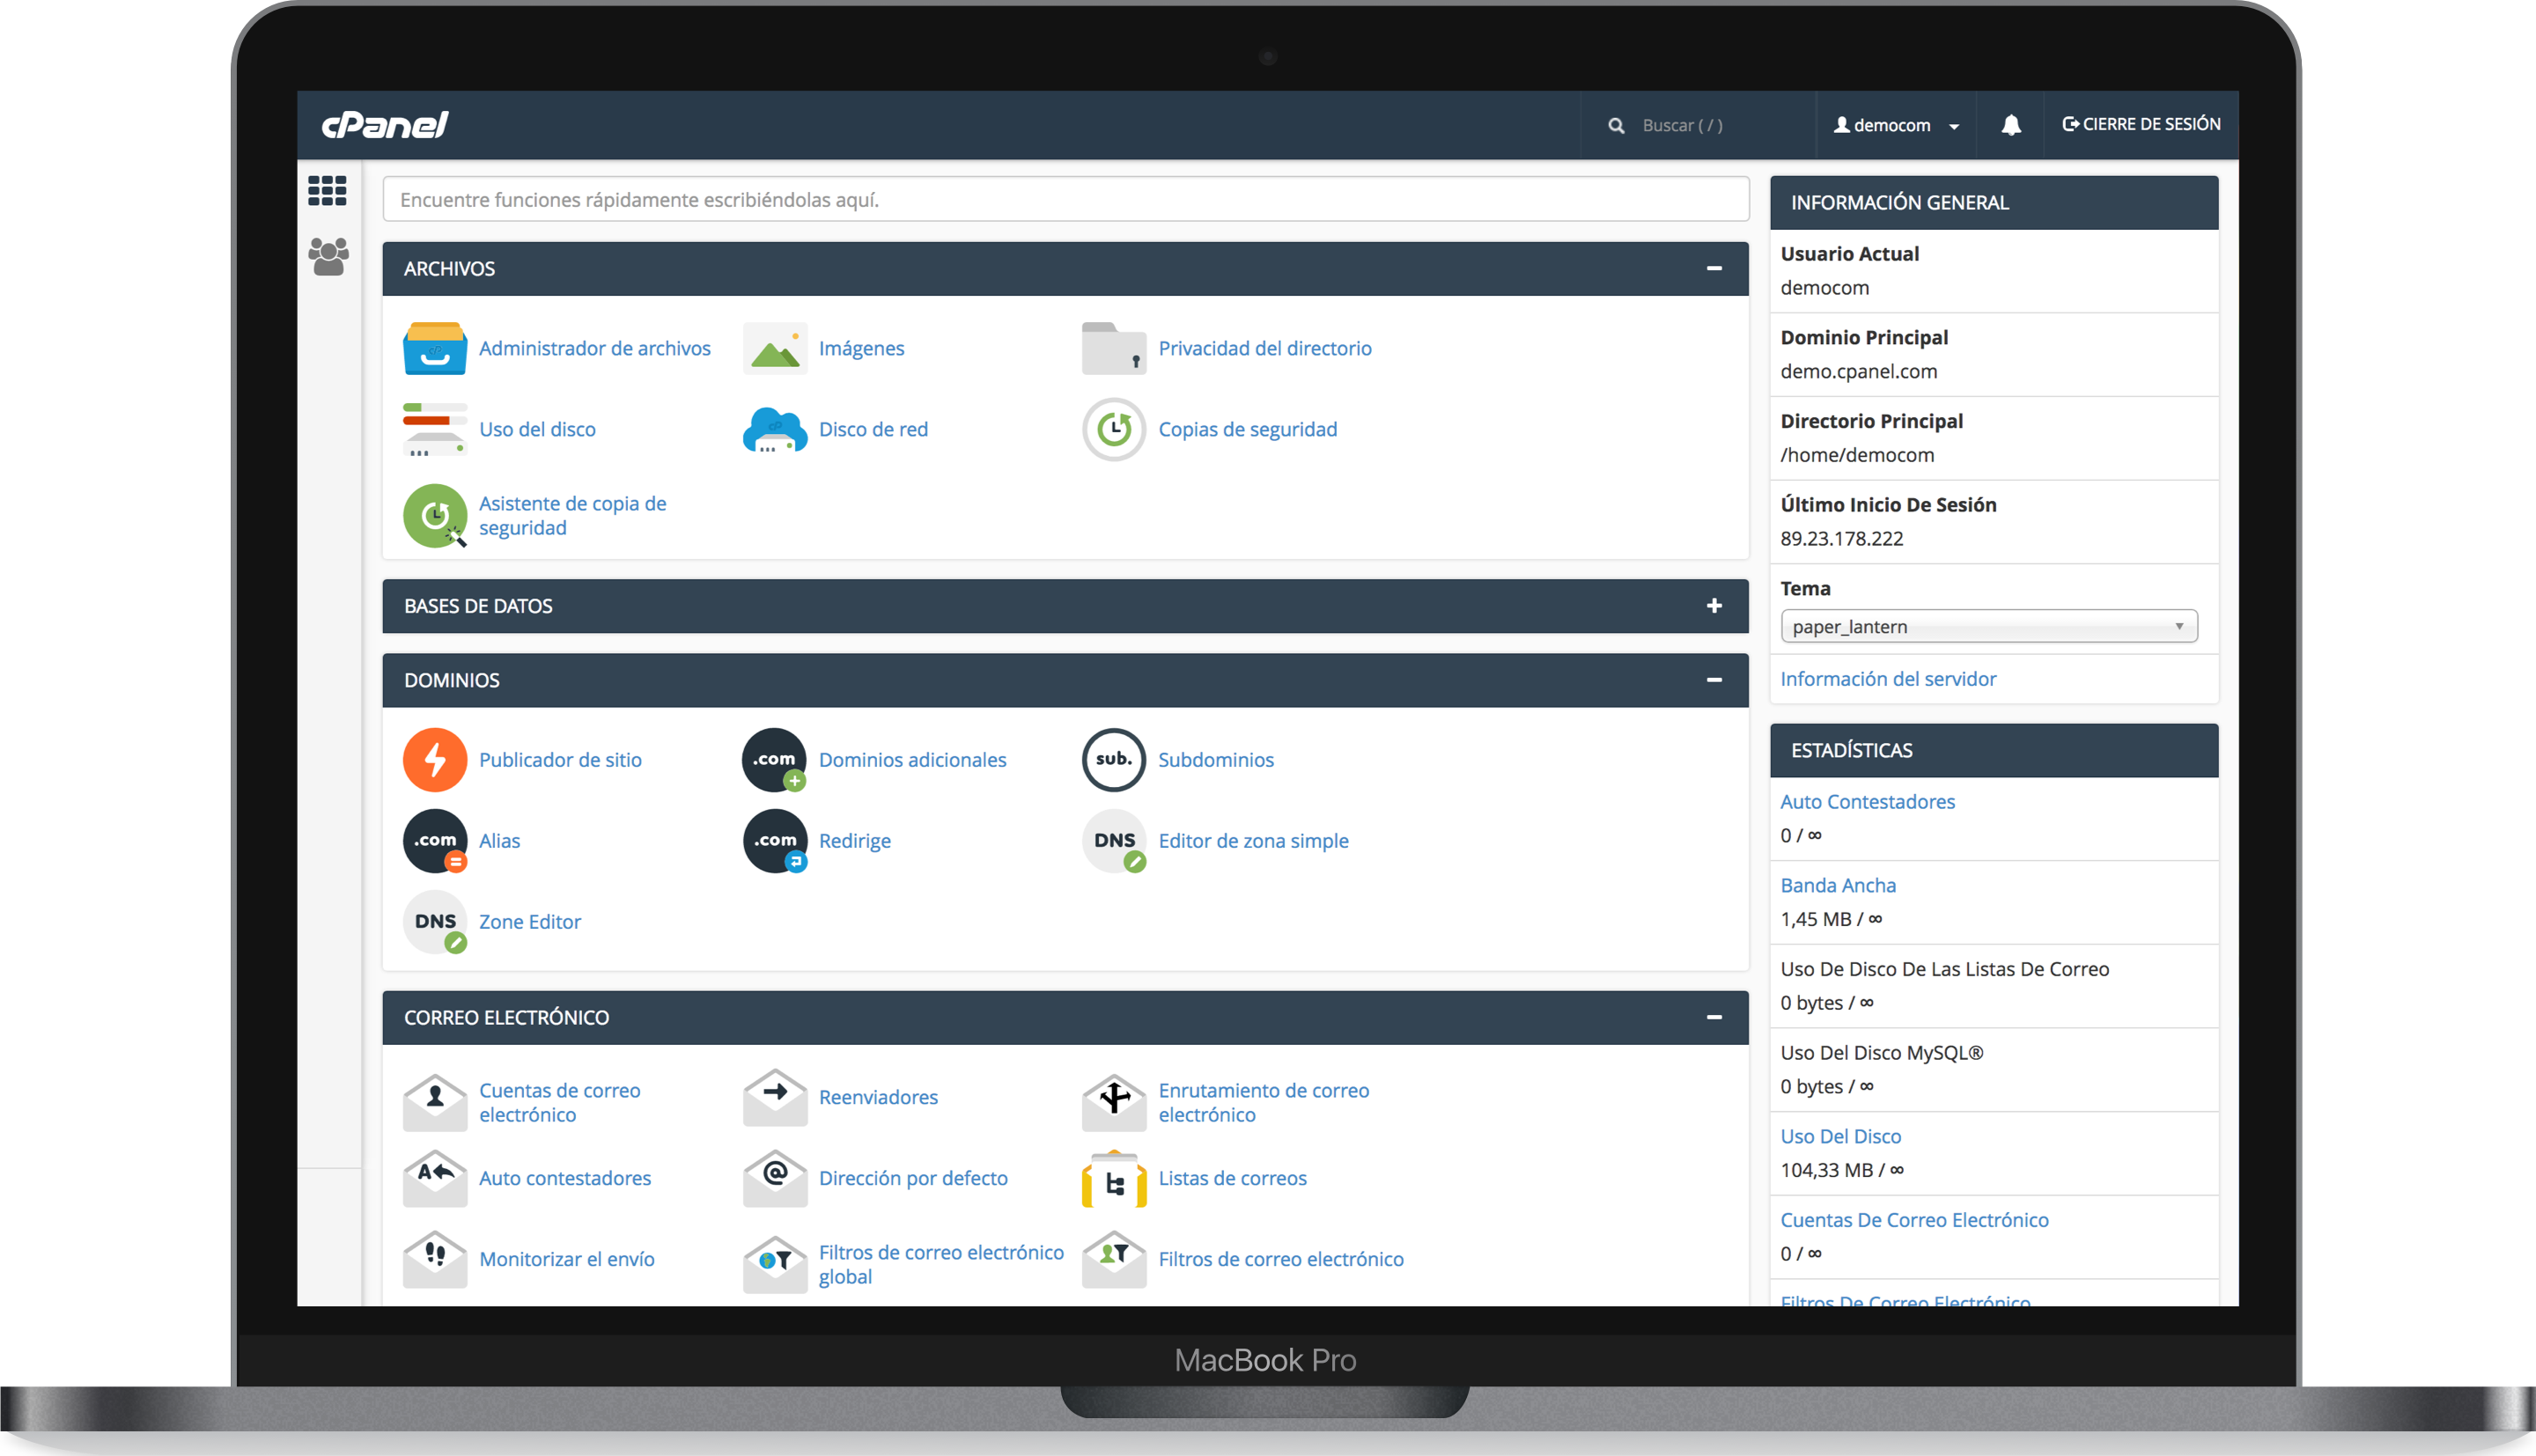 cPanel
Buscar ( / )
democom
CIERRE DE SESIÓN
Encuentre funciones rápidamente escribiéndolas aquí.
ARCHIVOS
Administrador de archivos
Imágenes
Privacidad del directorio
Uso del disco
Disco de red
Copias de seguridad
Asistente de copia de
seguridad
BASES DE DATOS
DOMINIOS
Publicador de sitio
.com
Dominios adicionales
sub.
Subdominios
.com
Alias
.com
Redirige
DNS
Editor de zona simple
DNS
Zone Editor
CORREO ELECTRÓNICO
Cuentas de correo
electrónico
Reenviadores
Enrutamiento de correo
electrónico
A
Auto contestadores
@
Dirección por defecto
Listas de correos
Monitorizar el envío
Filtros de correo electrónico
global
Filtros de correo electrónico
INFORMACIÓN GENERAL
Usuario Actual
democom
Dominio Principal
demo.cpanel.com
Directorio Principal
/home/democom
Último Inicio De Sesión
89.23.178.222
Tema
paper_lantern
Información del servidor
ESTADÍSTICAS
Auto Contestadores
0 / ∞
Banda Ancha
1,45 MB / ∞
Uso De Disco De Las Listas De Correo
0 bytes / ∞
Uso Del Disco MySQL®
0 bytes / ∞
Uso Del Disco
104,33 MB / ∞
Cuentas De Correo Electrónico
0 / ∞
Filtros De Correo Electrónico
MacBook Pro